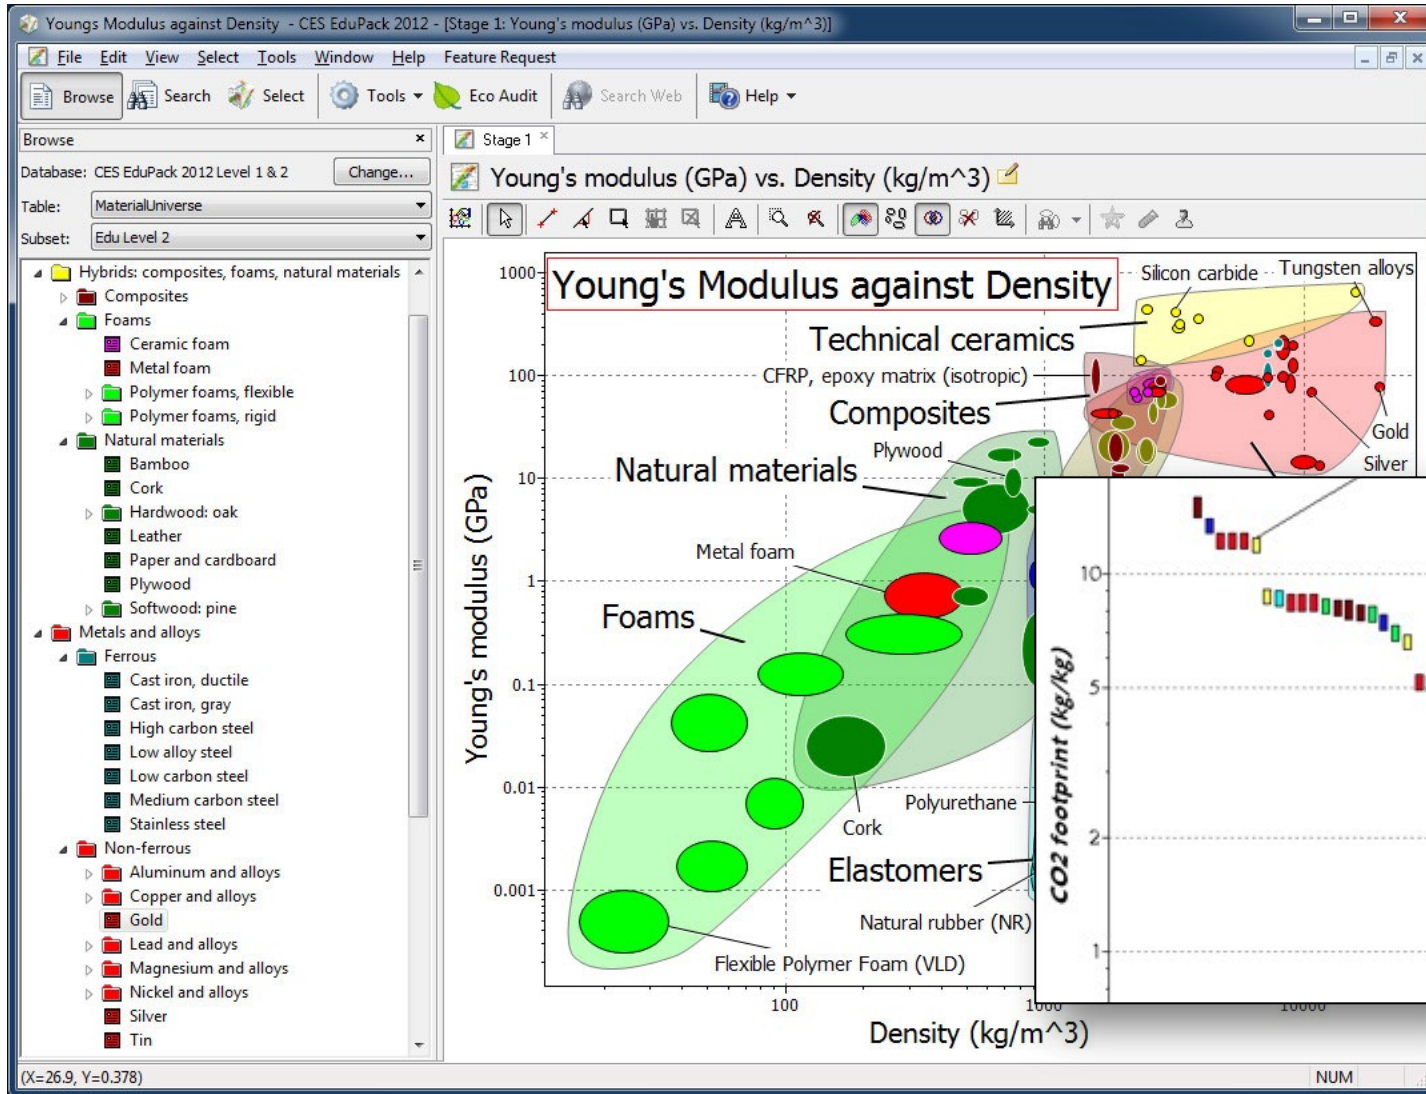 Youngs Modulus against Density - CES EduPack 2012 - [Stage 1: Young's modulus (GPa) vs. Density (kg/m^3)]
File Edit View Select Tools Window Help Feature Request
Browse Search Select Tools Eco Audit Search Web Help
Browse
Database: CES EduPack 2012 Level 1 & 2 Change...
Table: MaterialUniverse
Subset: Edu Level 2
Hybrids: composites, foams, natural materials
Composites
Foams
Ceramic foam
Metal foam
Polymer foams, flexible
Polymer foams, rigid
Natural materials
Bamboo
Cork
Hardwood: oak
Leather
Paper and cardboard
Plywood
Softwood: pine
Metals and alloys
Ferrous
Cast iron, ductile
Cast iron, gray
High carbon steel
Low alloy steel
Low carbon steel
Medium carbon steel
Stainless steel
Non-ferrous
Aluminum and alloys
Copper and alloys
Gold
Lead and alloys
Magnesium and alloys
Nickel and alloys
Silver
Tin
Stage 1
Young's modulus (GPa) vs. Density (kg/m^3)
Young's Modulus against Density
Silicon carbide
Tungsten alloys
Technical ceramics
CFRP, epoxy matrix (isotropic)
Composites
Gold
Plywood
Silver
Natural materials
Metal foam
Foams
Polyurethane
Cork
Elastomers
Natural rubber (NR)
Flexible Polymer Foam (VLD)
Young's modulus (GPa)
1000
100
10
1
0.1
0.01
0.001
100 1000 10000
Density (kg/m^3)
CO2 footprint (kg/kg)
10
5
2
1
(X=26.9, Y=0.378)
NUM